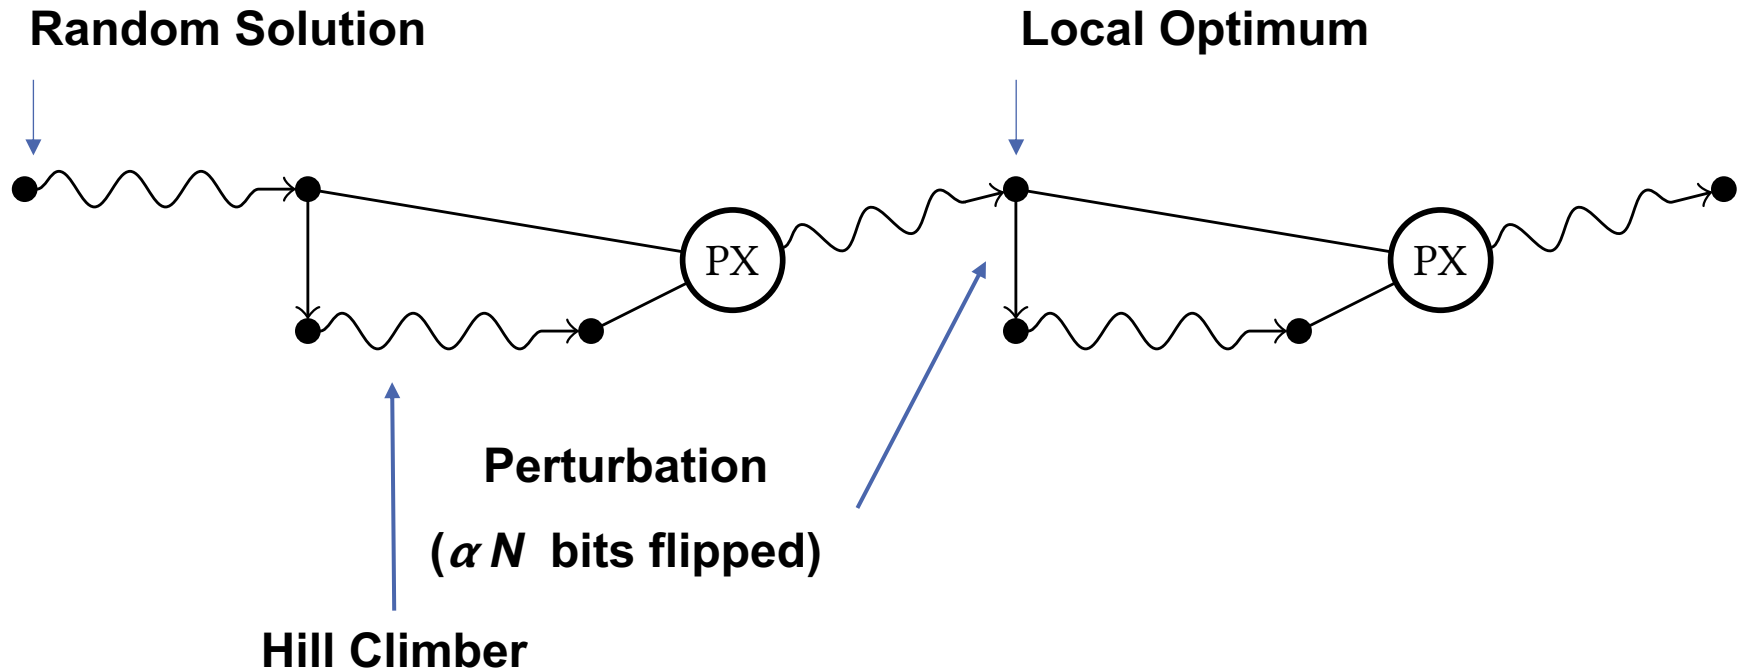 Random Solution
Local Optimum
PX
PX
Perturbation
(α N bits flipped)
Hill Climber